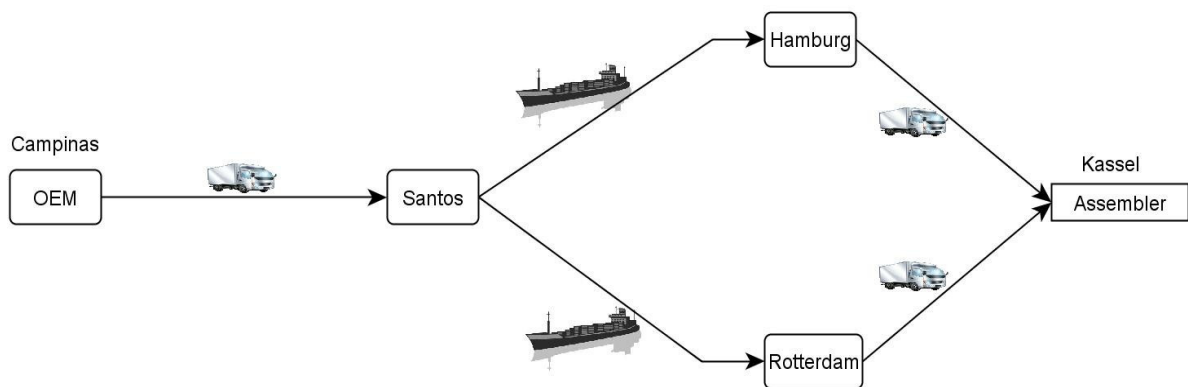 Campinas
OEM
Santos
Hamburg
Rotterdam
Kassel
Assembler